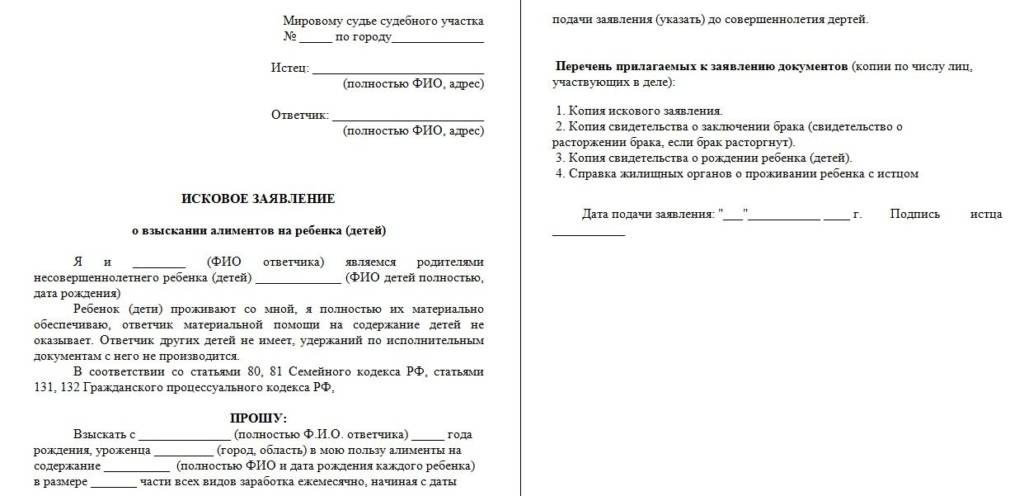 Мировому судье судебного участка
№ _____ по городу______________
Истец: __________________________
(полностью ФИО, адрес)
Ответчик: _______________________
(полностью ФИО, адрес)
ИСКОВОЕ ЗАЯВЛЕНИЕ
о взыскании алиментов на ребенка (детей)
Я и ________ (ФИО ответчика) являемся родителями
несовершеннолетнего ребенка (детей) _____________ (ФИО детей полностью,
дата рождения)
Ребенок (дети) проживают со мной, я полностью их материально
обеспечиваю, ответчик материальной помощи на содержание детей не
оказывает. Ответчик других детей не имеет, удержаний по исполнительным
документам с него не производится.
В соответствии со статьями 80, 81 Семейного кодекса РФ, статьями
131, 132 Гражданского процессуального кодекса РФ,
ПРОШУ:
Взыскать с ______________ (полностью Ф.И.О. ответчика) _____ года
рождения, уроженца _________ (город, область) в мою пользу алименты на
содержание __________ (полностью ФИО и дата рождения каждого ребенка)
в размере _______ части всех видов заработка ежемесячно, начиная с даты
подачи заявления (указать) до совершеннолетия дертей.
Перечень прилагаемых к заявлению документов (копии по числу лиц,
участвующих в деле):
1. Копия искового заявления.
2. Копия свидетельства о заключении брака (свидетельство о
расторжении брака, если брак расторгнут).
3. Копия свидетельства о рождении ребенка (детей).
4. Справка жилищных органов о проживании ребенка с истцом
Дата подачи заявления: "___"___________ ____ г. Подпись истца
___________